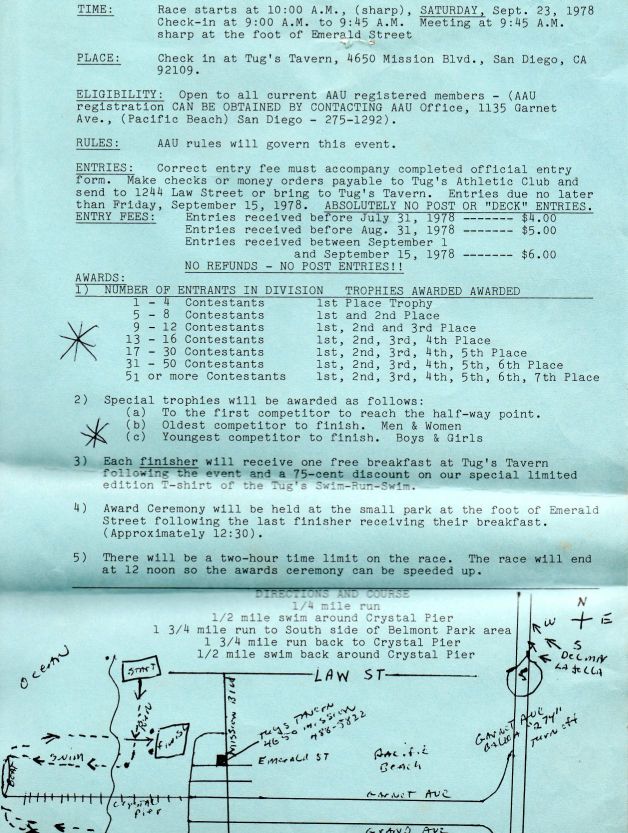 TIME: Race starts at 10:00 A.M., (sharp), SATURDAY, Sept. 23, 1978
Check-in at 9:00 A.M. to 9:45 A.M. Meeting at 9:45 A.M.
sharp at the foot of Emerald Street
PLACE: Check in at Tug's Tavern, 4650 Mission Blvd., San Diego, CA
92109.
ELIGIBILITY: Open to all current AAU registered members - (AAU
registration CAN BE OBTAINED BY CONTACTING AAU Office, 1135 Garnet
Ave., (Pacific Beach) San Diego - 275-1292).
RULES: AAU rules will govern this event.
ENTRIES: Correct entry fee must accompany completed official entry
form. Make checks or money orders payable to Tug's Athletic Club and
send to 1244 Law Street or bring to Tug's Tavern. Entries due no later
than Friday, September 15, 1978. ABSOLUTELY NO POST OR "DECK" ENTRIES.
ENTRY FEES: Entries received before July 31, 1978 ------- $4.00
Entries received before Aug. 31, 1978 ------- $5.00
Entries received between September 1
and September 15, 1978 ------- $6.00
NO REFUNDS - NO POST ENTRIES!!
AWARDS:
1) NUMBER OF ENTRANTS IN DIVISION TROPHIES AWARDED AWARDED
1 - 4 Contestants 1st Place Trophy
5 - 8 Contestants 1st and 2nd Place
9 - 12 Contestants 1st, 2nd and 3rd Place
13 - 16 Contestants 1st, 2nd, 3rd, 4th Place
17 - 30 Contestants 1st, 2nd, 3rd, 4th, 5th Place
31 - 50 Contestants 1st, 2nd, 3rd, 4th, 5th, 6th Place
51 or more Contestants 1st, 2nd, 3rd, 4th, 5th, 6th, 7th Place
2) Special trophies will be awarded as follows:
(a) To the first competitor to reach the half-way point.
(b) Oldest competitor to finish. Men & Women
(c) Youngest competitor to finish. Boys & Girls
3) Each finisher will receive one free breakfast at Tug's Tavern
following the event and a 75-cent discount on our special limited
edition T-shirt of the Tug's Swim-Run-Swim.
4) Award Ceremony will be held at the small park at the foot of Emerald
Street following the last finisher receiving their breakfast.
(Approximately 12:30).
5) There will be a two-hour time limit on the race. The race will end
at 12 noon so the awards ceremony can be speeded up.
DIRECTIONS AND COURSE
1/4 mile run
1/2 mile swim around Crystal Pier
1 3/4 mile run to South side of Belmont Park area
1 3/4 mile run back to Crystal Pier
1/2 mile swim back around Crystal Pier
N
W E
S
DELMAR
LA JOLLA
5
OCEAN
START
LAW ST
RUN
FINISH
MISSION BLVD
TUGS TAVERN
4650 MISSION
488-3822
SWIM
EMERALD ST
PACIFIC
BEACH
GARNET AVE
BALBOA "274"
TURN OFF
CRYSTAL
PIER
GARNET AVE
GRAND AVE